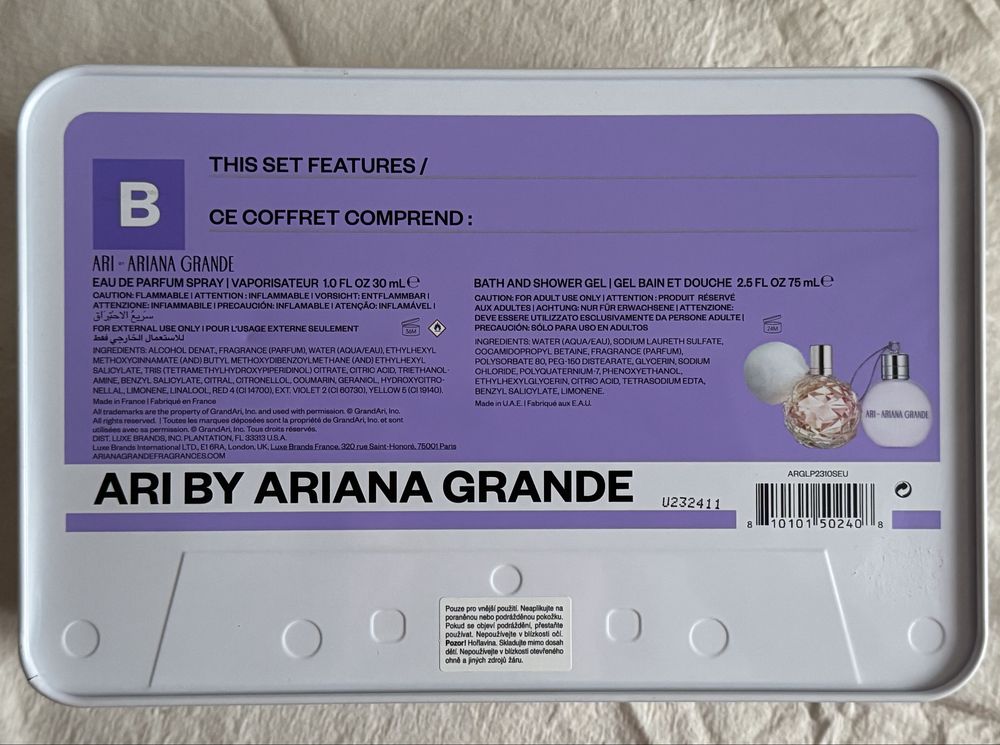 B
THIS SET FEATURES /
CE COFFRET COMPREND :
ARI BY ARIANA GRANDE
EAU DE PARFUM SPRAY | VAPORISATEUR 1.0 FL OZ 30 mL ℮
CAUTION: FLAMMABLE | ATTENTION : INFLAMMABLE | VORSICHT: ENTFLAMMBAR |
ATTENZIONE: INFIAMMABILE | PRECAUCIÓN: INFLAMABLE | ATENÇÃO: INFLAMÁVEL |
سريع الاحتراق
FOR EXTERNAL USE ONLY | POUR L'USAGE EXTERNE SEULEMENT
للاستعمال الخارجي فقط
36M
INGREDIENTS: ALCOHOL DENAT., FRAGRANCE (PARFUM), WATER (AQUA/EAU), ETHYLHEXYL
METHOXYCINNAMATE (AND) BUTYL METHOXYDIBENZOYLMETHANE (AND) ETHYLHEXYL
SALICYLATE, TRIS (TETRAMETHYLHYDROXYPIPERIDINOL) CITRATE, CITRIC ACID, TRIETHANOL-
AMINE, BENZYL SALICYLATE, CITRAL, CITRONELLOL, COUMARIN, GERANIOL, HYDROXYCITRO-
NELLAL, LIMONENE, LINALOOL, RED 4 (CI 14700), EXT. VIOLET 2 (CI 60730), YELLOW 5 (CI 19140).
Made in France | Fabriqué en France
All trademarks are the property of GrandAri, Inc. and used with permission. © GrandAri, Inc.
All rights reserved. | Toutes les marques déposées sont la propriété de GrandAri, Inc. et sont
utilisées avec sa permission. © GrandAri, Inc. Tous droits réservés.
DIST. LUXE BRANDS, INC. PLANTATION, FL 33313 U.S.A.
Luxe Brands International LTD., E1 6RA, London, UK, Luxe Brands France, 320 rue Saint-Honoré, 75001 Paris
ARIANAGRANDEFRAGRANCES.COM
BATH AND SHOWER GEL | GEL BAIN ET DOUCHE 2.5 FL OZ 75 mL ℮
CAUTION: FOR ADULT USE ONLY | ATTENTION : PRODUIT RÉSERVÉ
AUX ADULTES | ACHTUNG: NUR FÜR ERWACHSENE | ATTENZIONE:
DEVE ESSERE UTILIZZATO ESCLUSIVAMENTE DA PERSONE ADULTE |
PRECAUCIÓN: SÓLO PARA USO EN ADULTOS
24M
INGREDIENTS: WATER (AQUA/EAU), SODIUM LAURETH SULFATE,
COCAMIDOPROPYL BETAINE, FRAGRANCE (PARFUM),
POLYSORBATE 80, PEG-150 DISTEARATE, GLYCERIN, SODIUM
CHLORIDE, POLYQUATERNIUM-7, PHENOXYETHANOL,
ETHYLHEXYLGLYCERIN, CITRIC ACID, TETRASODIUM EDTA,
BENZYL SALICYLATE, LIMONENE.
Made in U.A.E. | Fabriqué aux E.A.U.
ARI BY ARIANA GRANDE
ARI BY ARIANA GRANDE
U232411
ARGLP2310SEU
8 10101 50240 8
Pouze pro vnější použití. Neaplikujte na
poraněnou nebo podrážděnou pokožku.
Pokud se objeví podráždění, přestaňte
používat. Nepoužívejte v blízkosti očí.
Pozor! Hořlavina. Skladujte mimo dosah
dětí. Nepoužívejte v blízkosti otevřeného
ohně a jiných zdrojů žáru.